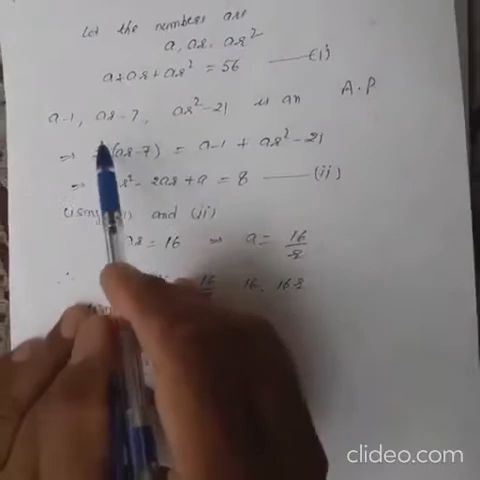 Let the numbers are
a, ar, ar²
a+ar+ar² = 56 —— (i)
a-1, ar-7, ar²-21 is an A.P
⇒ (ar-7) = a-1 + ar²-21
⇒ r² - 2ar + a = 8 —— (ii)
and (ii)
= 16 ⇒ a = 16/r
∴ 16/r 16, 16r
clideo.com